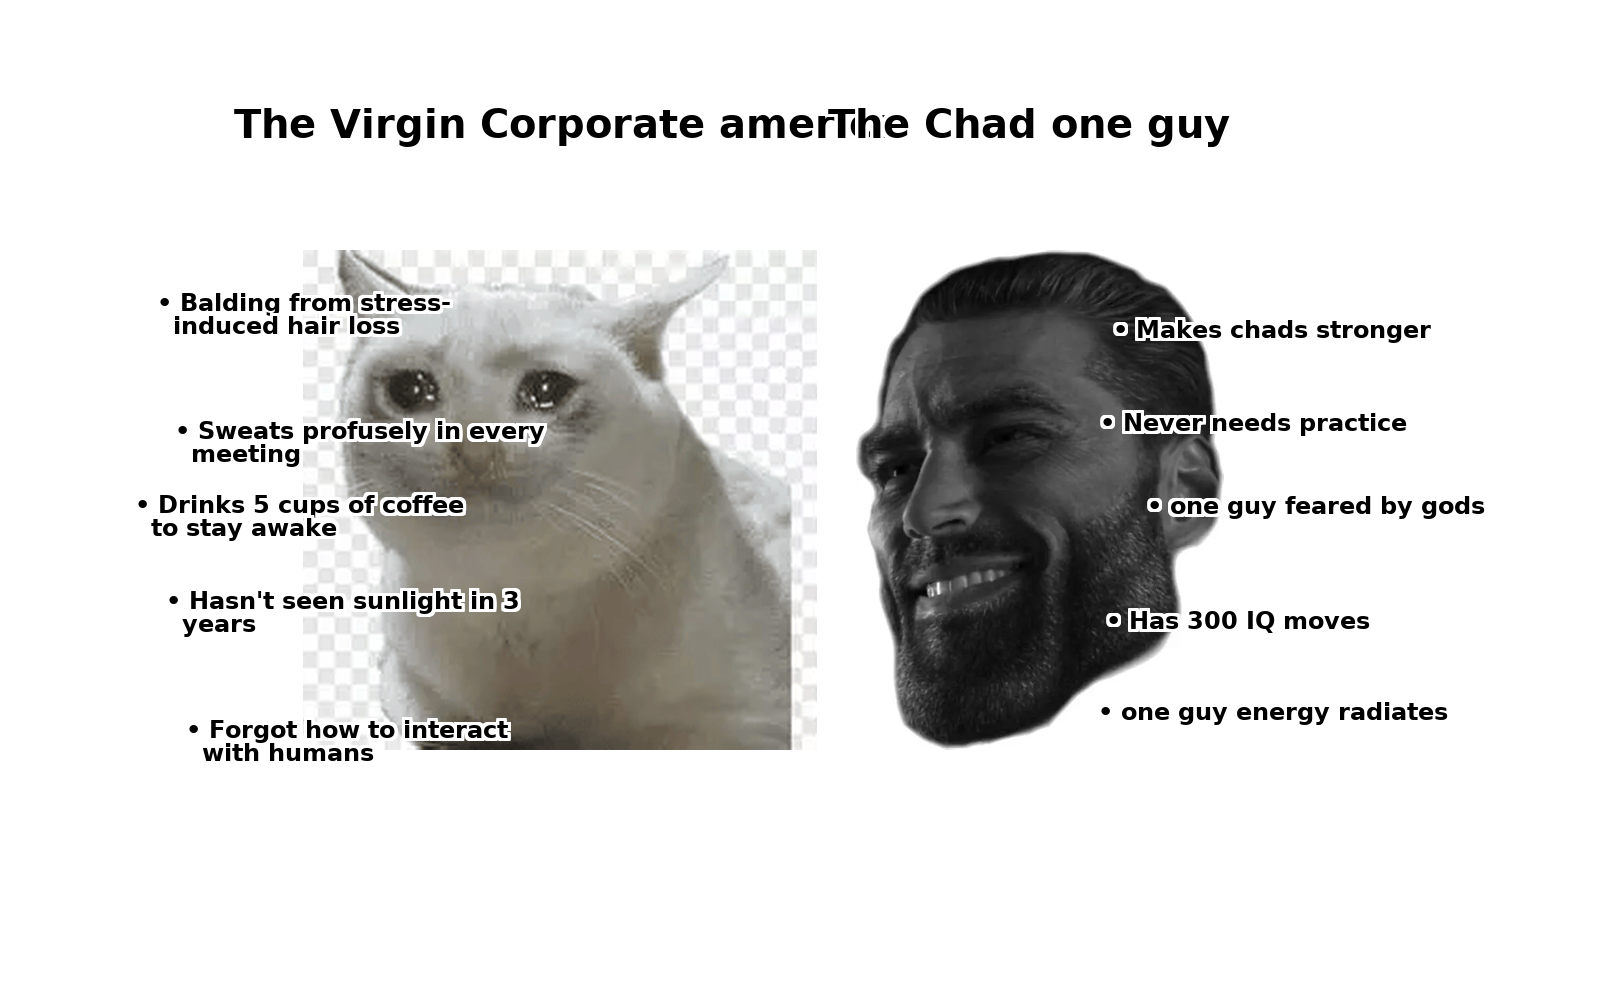 The Virgin Corporate amer
The Chad one guy
• Balding from stress-
induced hair loss
• Sweats profusely in every
meeting
• Drinks 5 cups of coffee
to stay awake
• Hasn't seen sunlight in 3
years
• Forgot how to interact
with humans
• Makes chads stronger
• Never needs practice
• one guy feared by gods
• Has 300 IQ moves
• one guy energy radiates